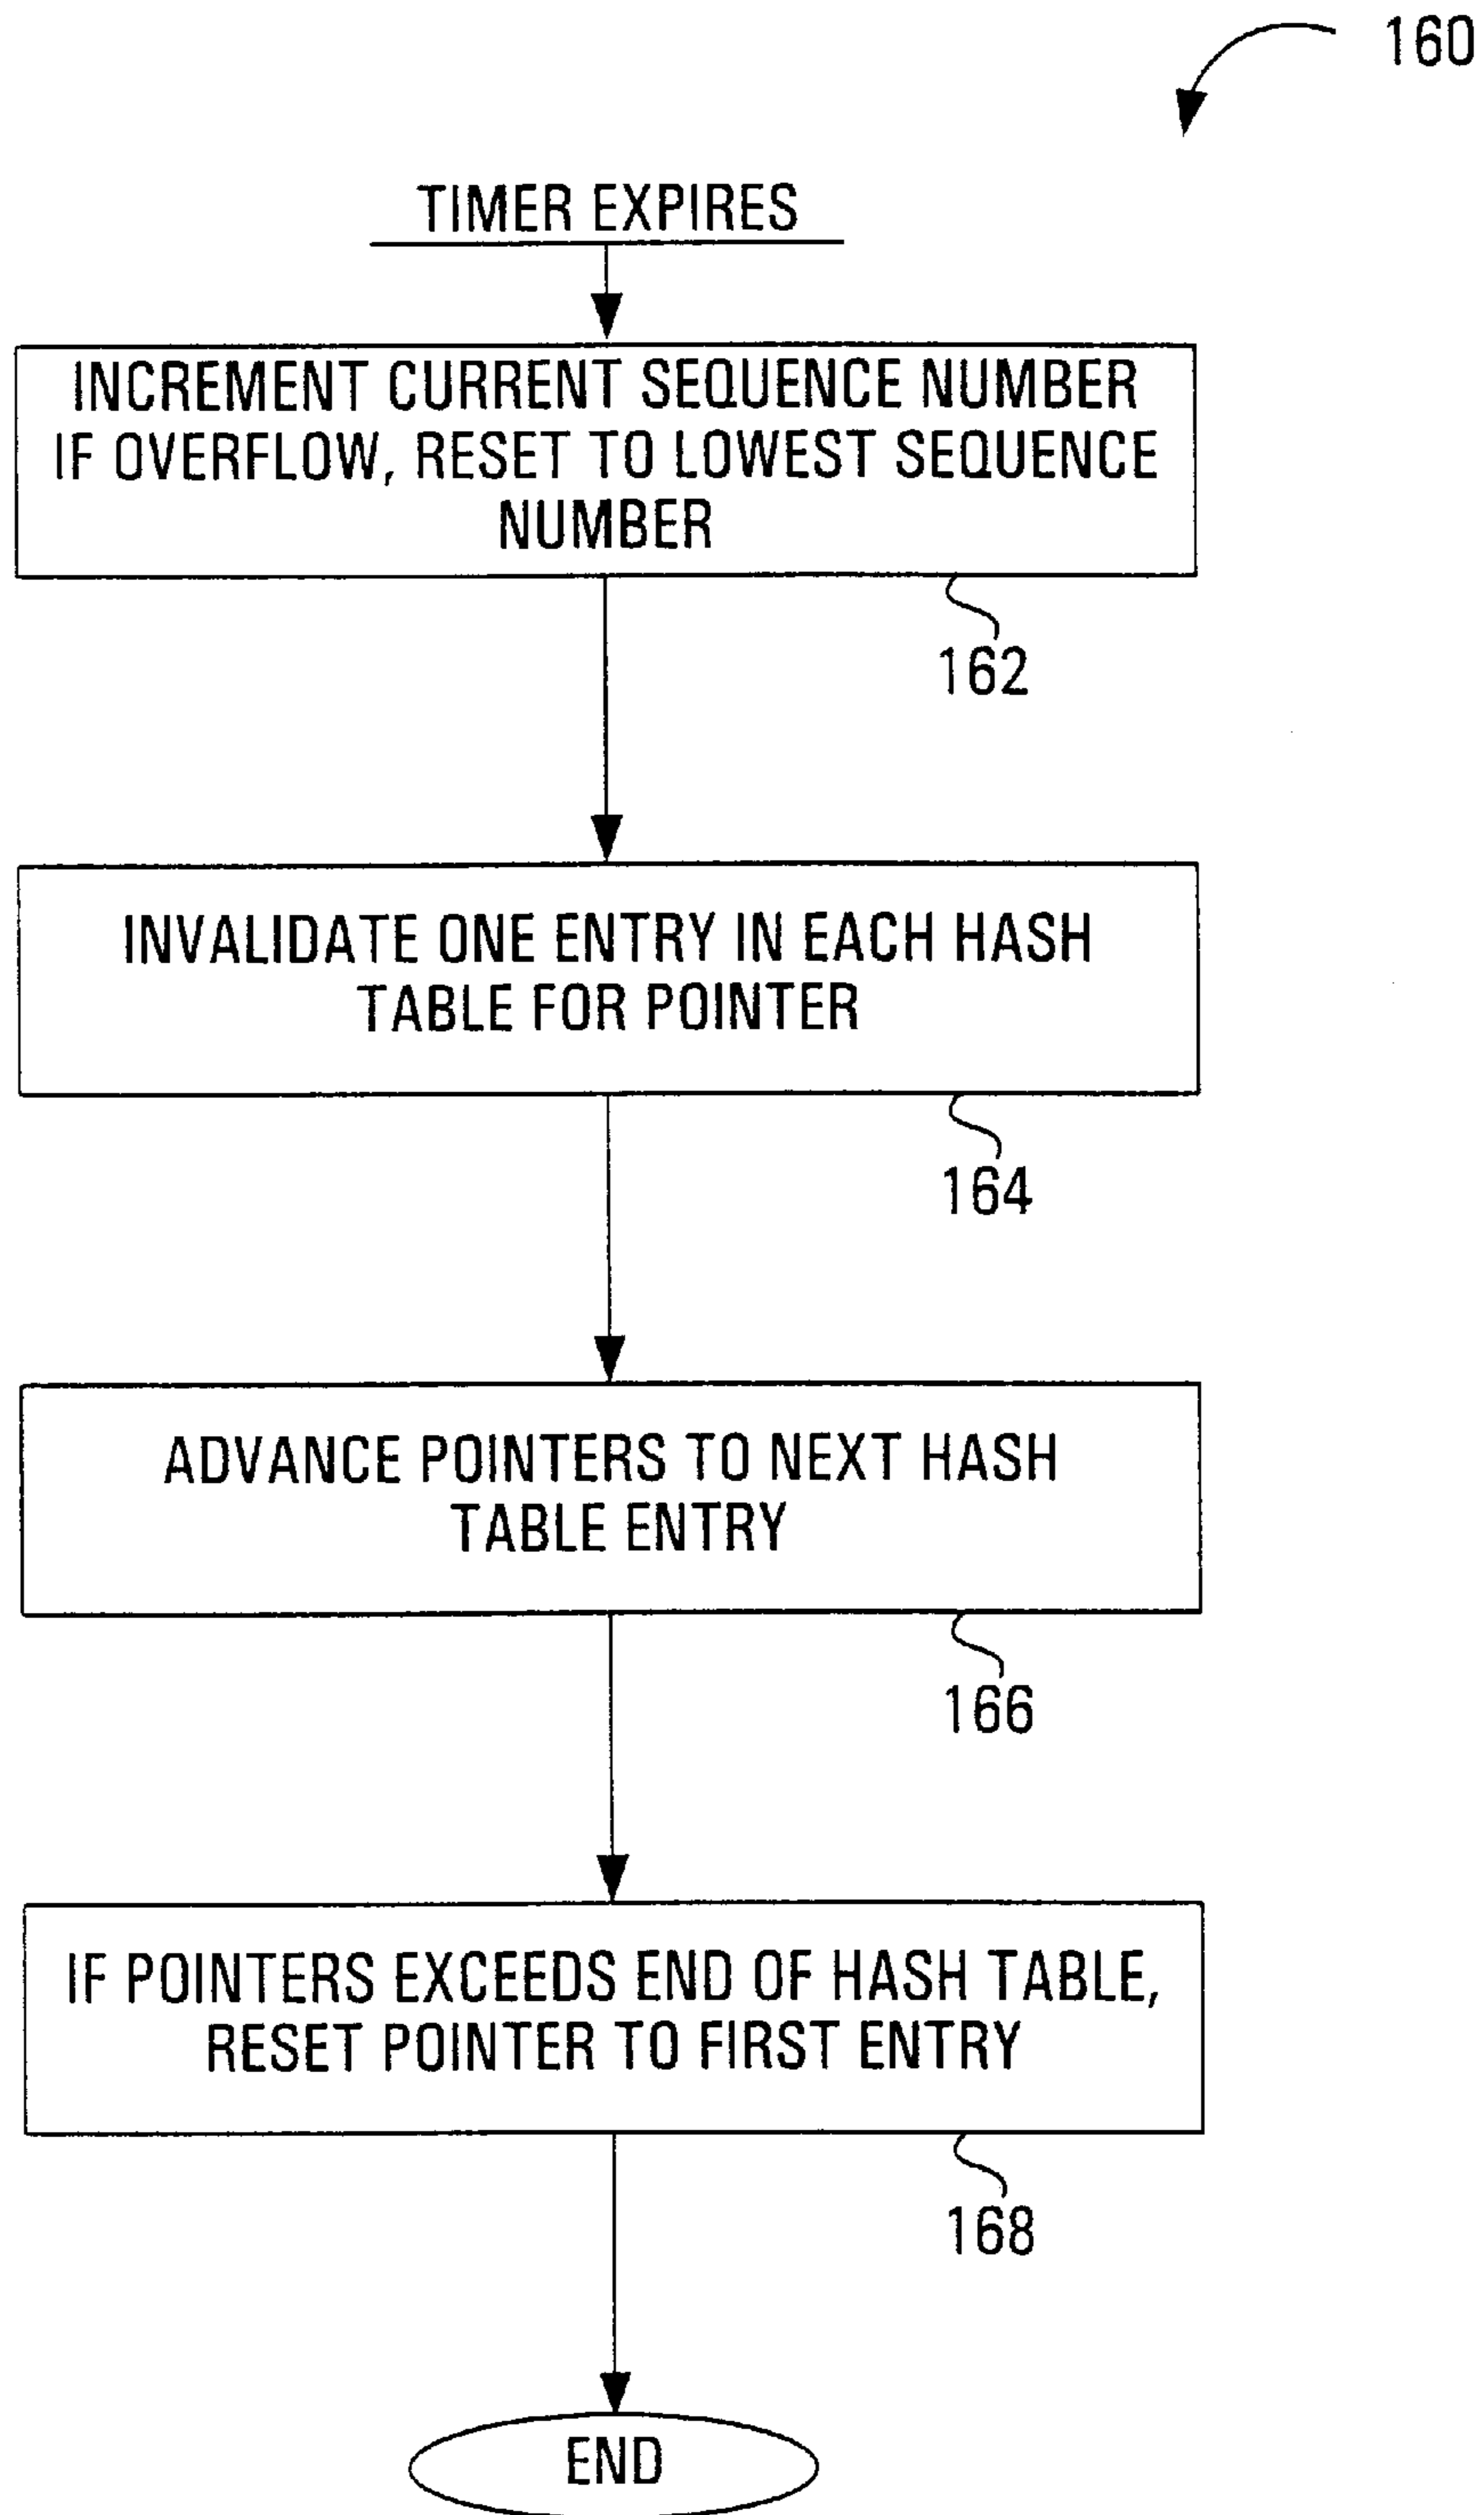 160
TIMER EXPIRES
INCREMENT CURRENT SEQUENCE NUMBER
IF OVERFLOW, RESET TO LOWEST SEQUENCE
NUMBER
162
INVALIDATE ONE ENTRY IN EACH HASH
TABLE FOR POINTER
164
ADVANCE POINTERS TO NEXT HASH
TABLE ENTRY
166
IF POINTERS EXCEEDS END OF HASH TABLE,
RESET POINTER TO FIRST ENTRY
168
END